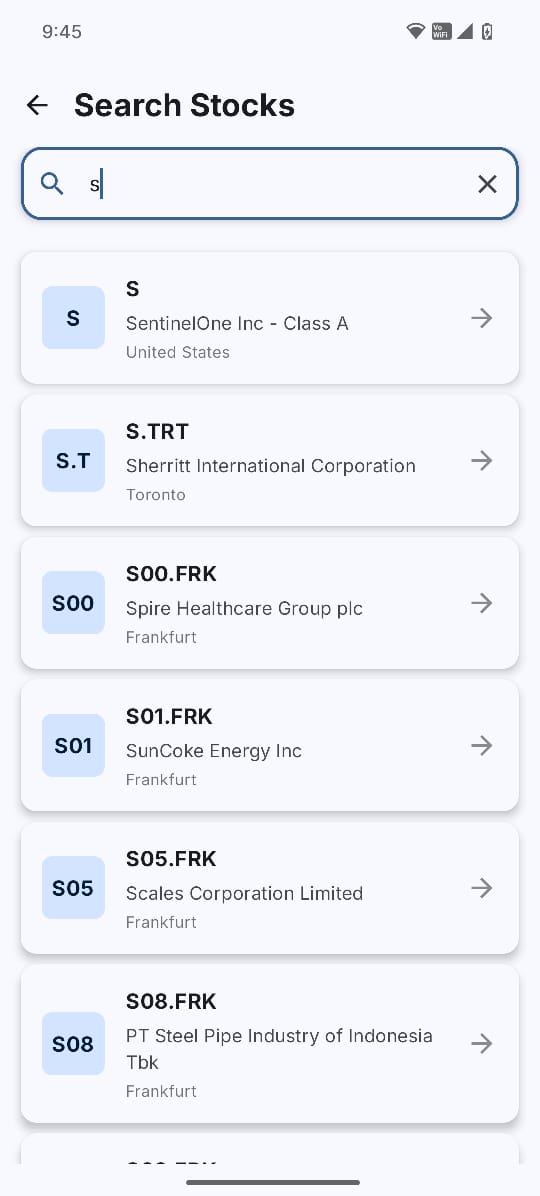 9:45
Vo
WiFi
Search Stocks
s
S
S
SentinelOne Inc - Class A
United States
S.T
S.TRT
Sherritt International Corporation
Toronto
S00
S00.FRK
Spire Healthcare Group plc
Frankfurt
S01
S01.FRK
SunCoke Energy Inc
Frankfurt
S05
S05.FRK
Scales Corporation Limited
Frankfurt
S08
S08.FRK
PT Steel Pipe Industry of Indonesia
Tbk
Frankfurt